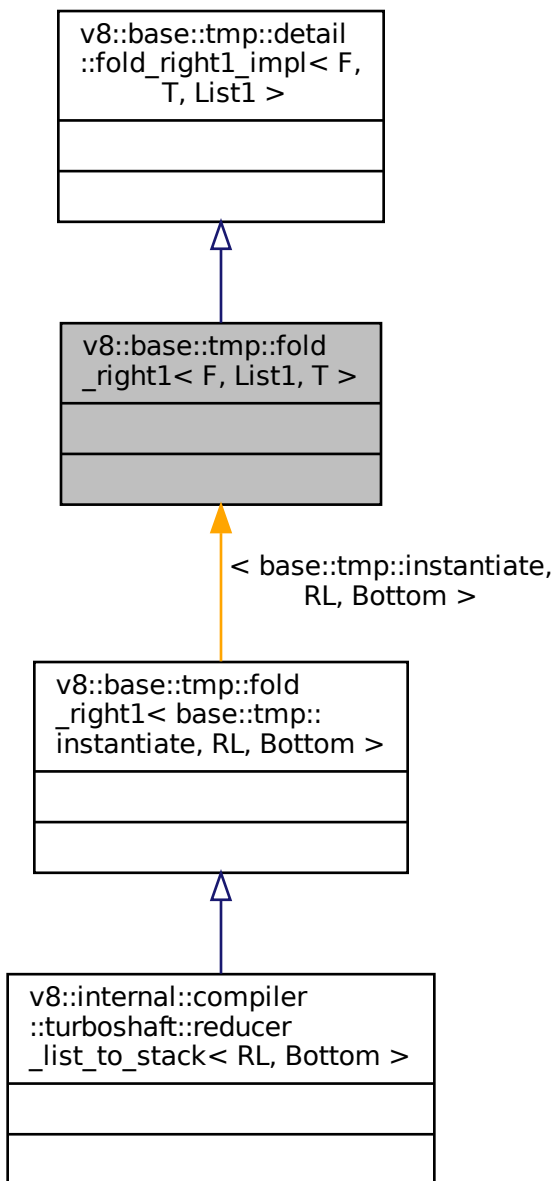 v8::base::tmp::detail
::fold_right1_impl< F,
T, List1 >
v8::base::tmp::fold
_right1< F, List1, T >
< base::tmp::instantiate,
RL, Bottom >
v8::base::tmp::fold
_right1< base::tmp::
instantiate, RL, Bottom >
v8::internal::compiler
::turboshaft::reducer
_list_to_stack< RL, Bottom >